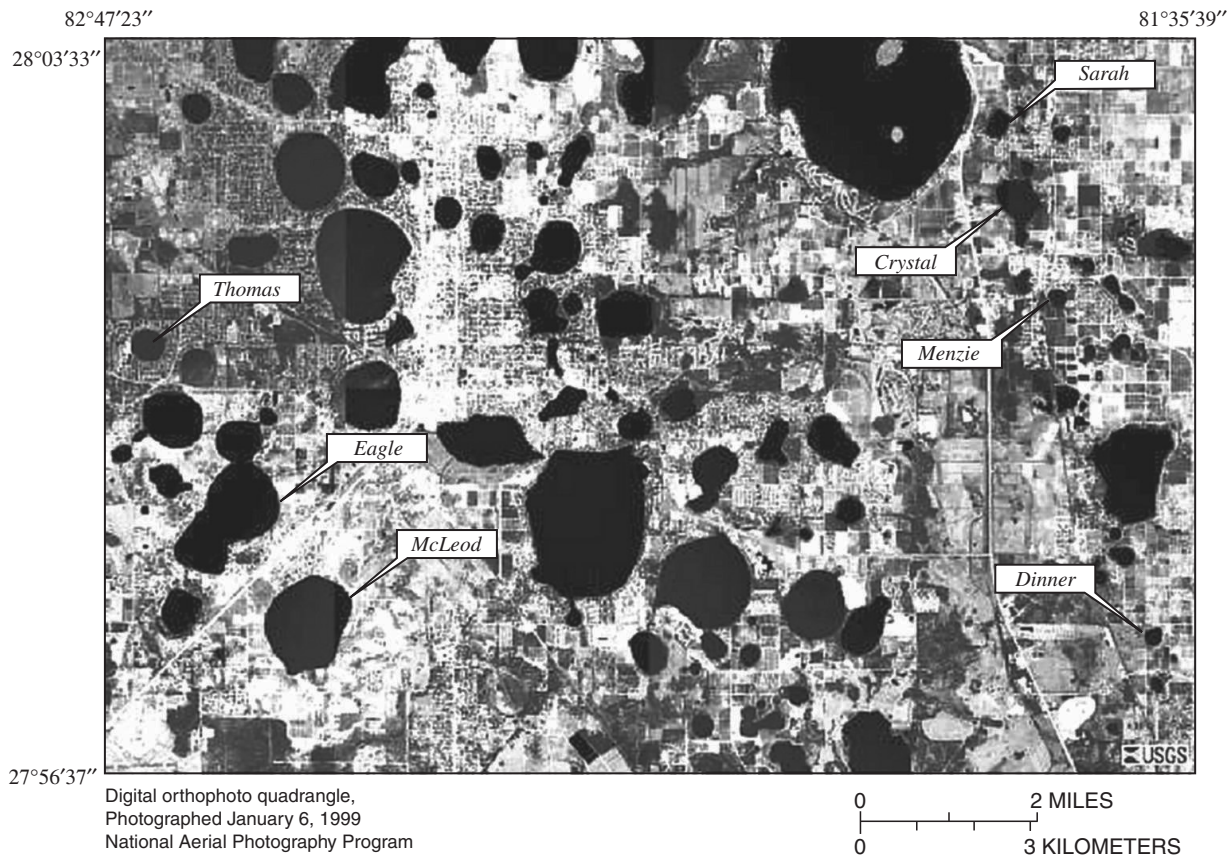 82°47′23″
81°35′39″
28°03′33″
Sarah
Crystal
Thomas
Menzie
Eagle
McLeod
Dinner
USGS
27°56′37″
Digital orthophoto quadrangle,
Photographed January 6, 1999
National Aerial Photography Program
0 2 MILES
0 3 KILOMETERS